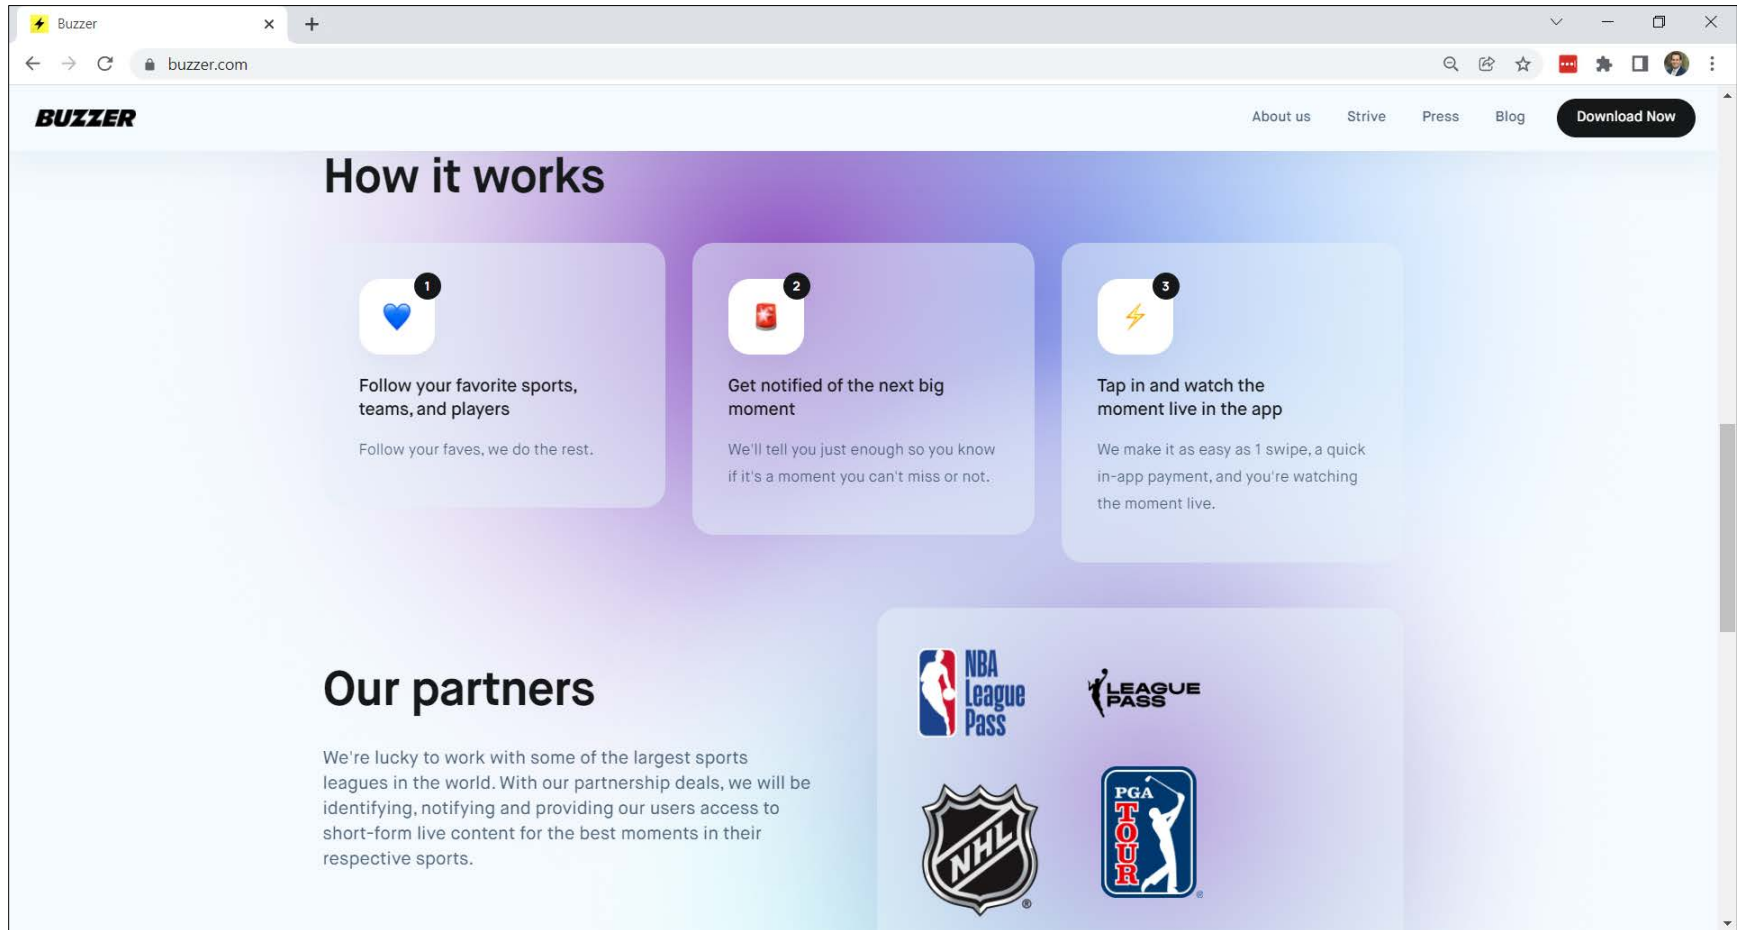 Buzzer
buzzer.com
BUZZER
About us
Strive
Press
Blog
Download Now
How it works
1
Follow your favorite sports,
teams, and players
Follow your faves, we do the rest.
2
Get notified of the next big
moment
We'll tell you just enough so you know
if it's a moment you can't miss or not.
3
Tap in and watch the
moment live in the app
We make it as easy as 1 swipe, a quick
in-app payment, and you're watching
the moment live.
Our partners
We're lucky to work with some of the largest sports
leagues in the world. With our partnership deals, we will be
identifying, notifying and providing our users access to
short-form live content for the best moments in their
respective sports.
NBA
League
Pass
LEAGUE
PASS
NHL
®
PGA
TOUR
®